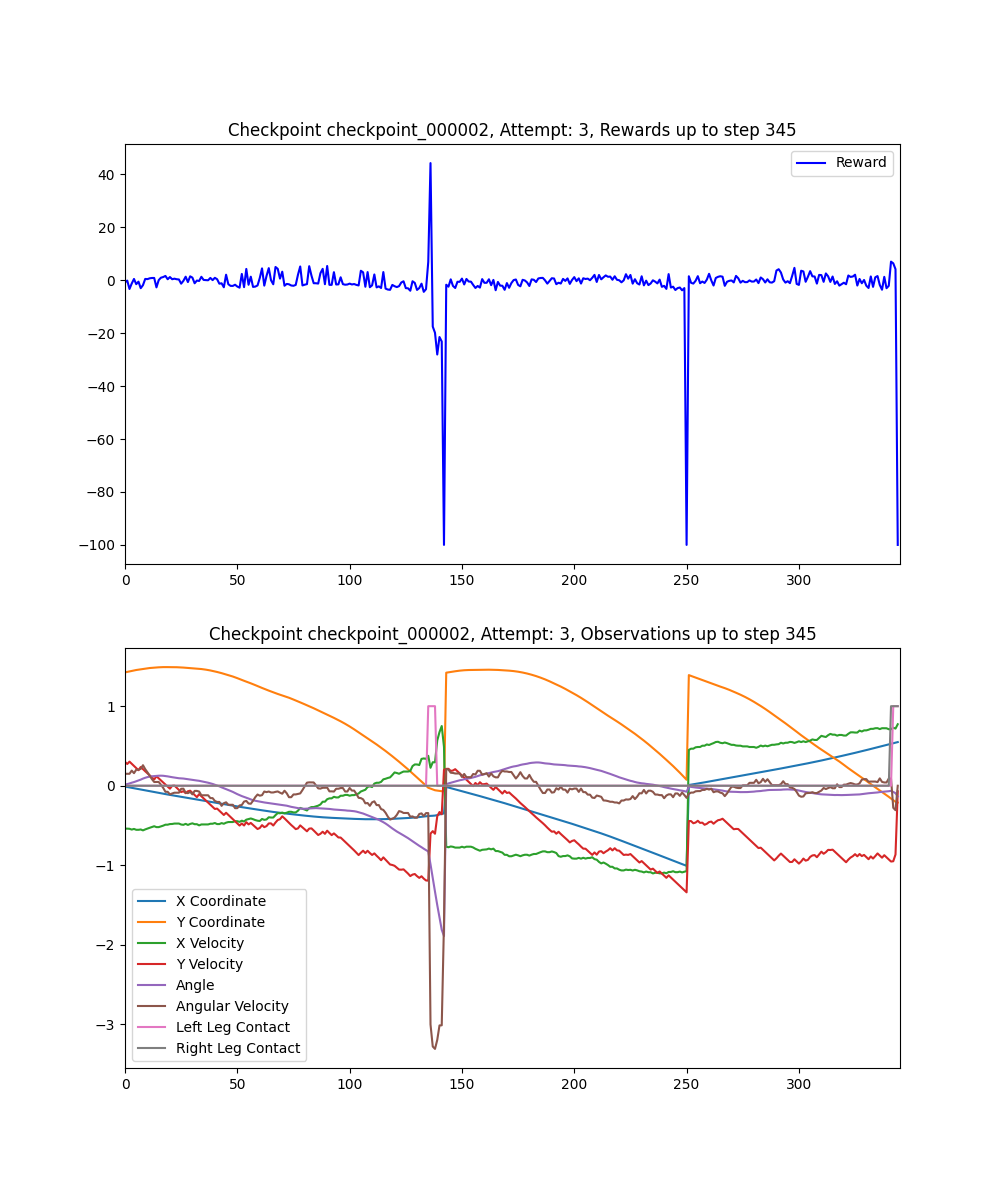 Checkpoint checkpoint_000002, Attempt: 3, Rewards up to step 345
Reward
40
20
0
−20
−40
−60
−80
−100
0 50 100 150 200 250 300
Checkpoint checkpoint_000002, Attempt: 3, Observations up to step 345
1
0
−1
−2
−3
X Coordinate
Y Coordinate
X Velocity
Y Velocity
Angle
Angular Velocity
Left Leg Contact
Right Leg Contact
0 50 100 150 200 250 300